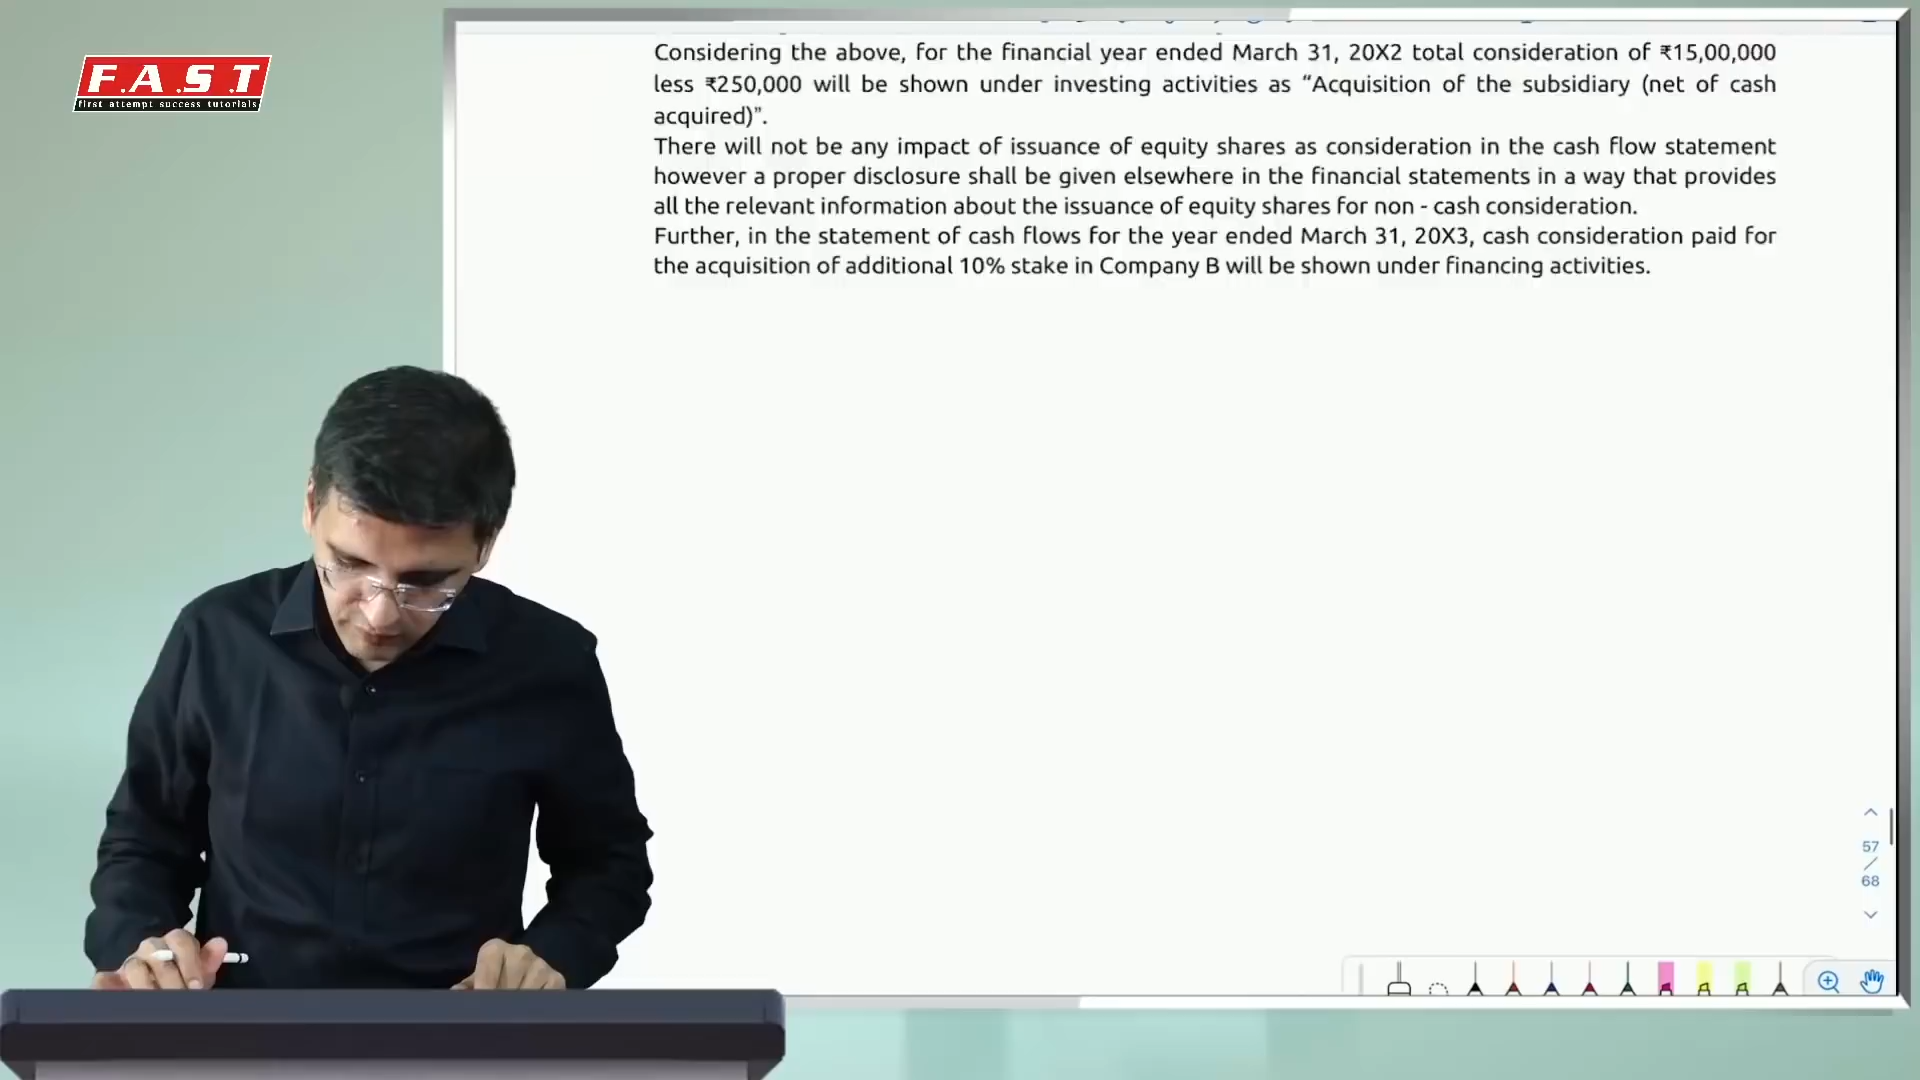 F.A.S.T
first attempt success tutorials
Considering the above, for the financial year ended March 31, 20X2 total consideration of ₹15,00,000
less ₹250,000 will be shown under investing activities as “Acquisition of the subsidiary (net of cash
acquired)”.
There will not be any impact of issuance of equity shares as consideration in the cash flow statement
however a proper disclosure shall be given elsewhere in the financial statements in a way that provides
all the relevant information about the issuance of equity shares for non - cash consideration.
Further, in the statement of cash flows for the year ended March 31, 20X3, cash consideration paid for
the acquisition of additional 10% stake in Company B will be shown under financing activities.
57
/
68